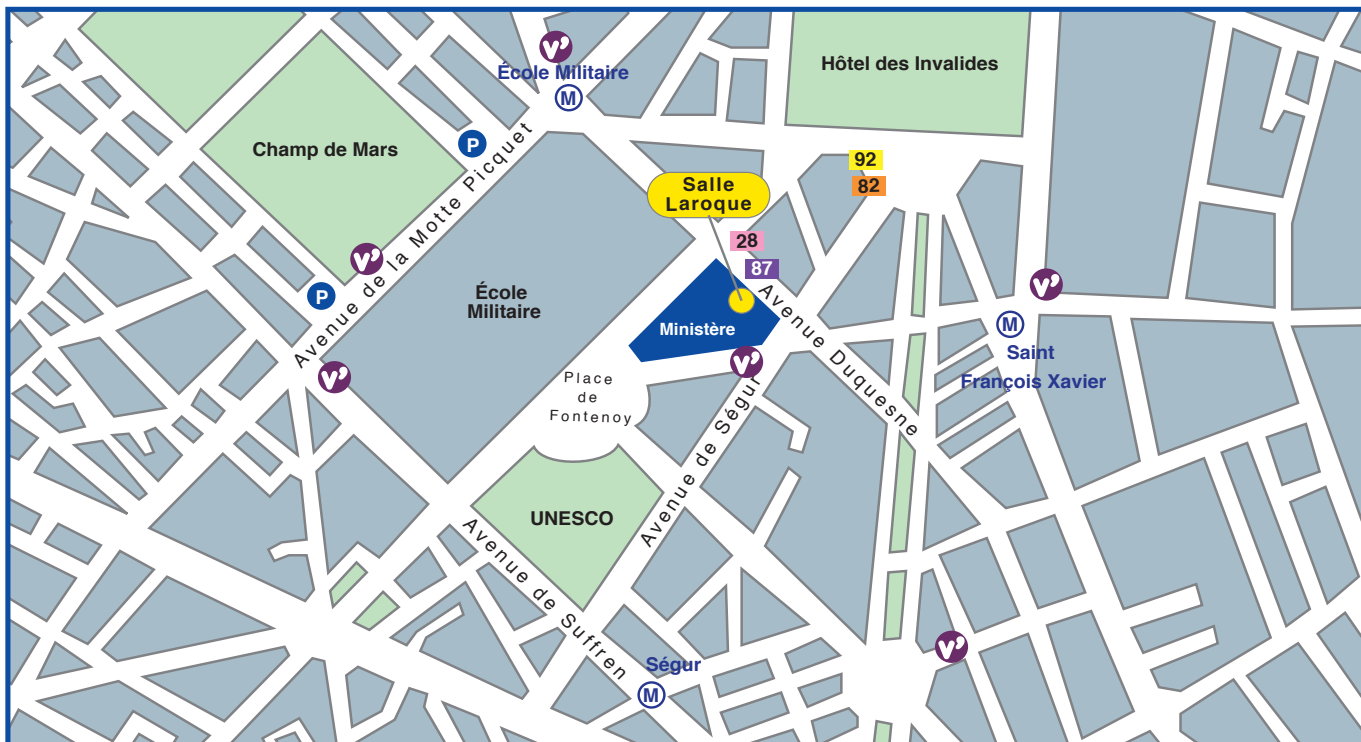 V'
École Militaire
M
Hôtel des Invalides
P
Champ de Mars
92
82
Salle
Laroque
28
87
V'
Avenue de la Motte Picquet
P
École
Militaire
Ministère
Avenue Duquesne
V'
M
Saint
François Xavier
V'
V'
Place
de
Fontenoy
Avenue de Ségur
UNESCO
Avenue de Suffren
V'
Ségur
M